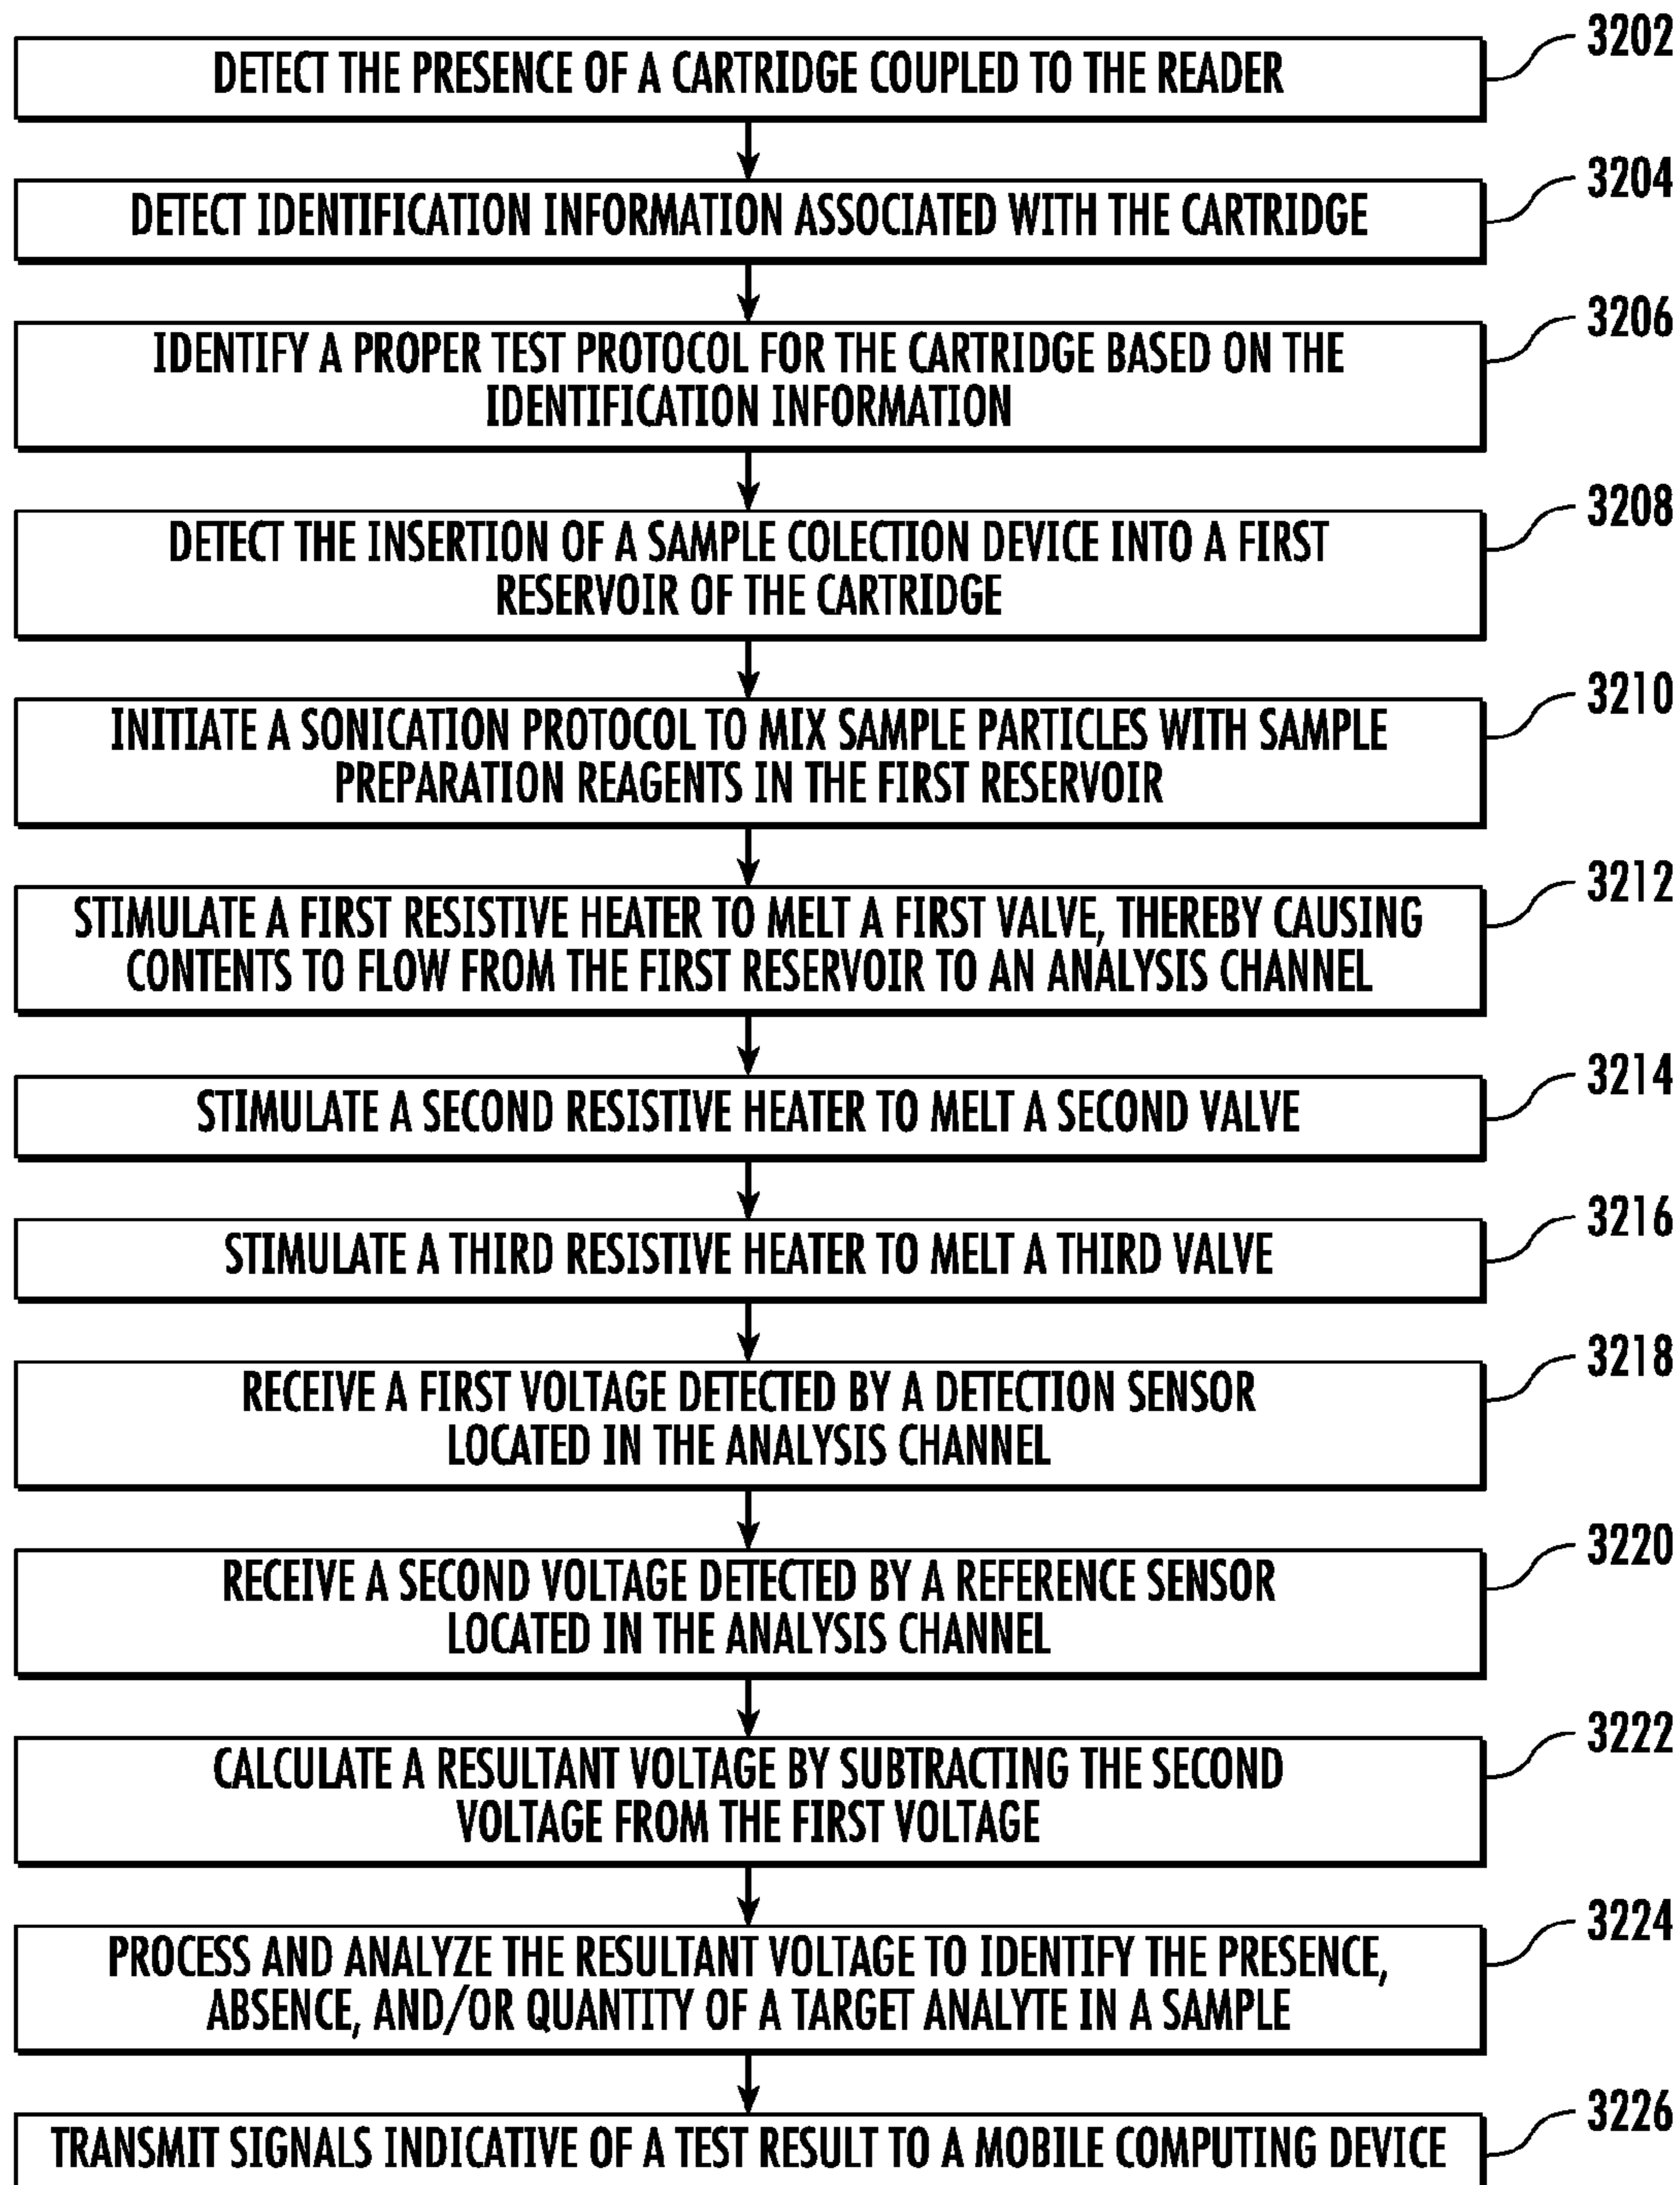 3202
DETECT THE PRESENCE OF A CARTRIDGE COUPLED TO THE READER
3204
DETECT IDENTIFICATION INFORMATION ASSOCIATED WITH THE CARTRIDGE
3206
IDENTIFY A PROPER TEST PROTOCOL FOR THE CARTRIDGE BASED ON THE
IDENTIFICATION INFORMATION
3208
DETECT THE INSERTION OF A SAMPLE COLECTION DEVICE INTO A FIRST
RESERVOIR OF THE CARTRIDGE
3210
INITIATE A SONICATION PROTOCOL TO MIX SAMPLE PARTICLES WITH SAMPLE
PREPARATION REAGENTS IN THE FIRST RESERVOIR
3212
STIMULATE A FIRST RESISTIVE HEATER TO MELT A FIRST VALVE, THEREBY CAUSING
CONTENTS TO FLOW FROM THE FIRST RESERVOIR TO AN ANALYSIS CHANNEL
3214
STIMULATE A SECOND RESISTIVE HEATER TO MELT A SECOND VALVE
3216
STIMULATE A THIRD RESISTIVE HEATER TO MELT A THIRD VALVE
3218
RECEIVE A FIRST VOLTAGE DETECTED BY A DETECTION SENSOR
LOCATED IN THE ANALYSIS CHANNEL
3220
RECEIVE A SECOND VOLTAGE DETECTED BY A REFERENCE SENSOR
LOCATED IN THE ANALYSIS CHANNEL
3222
CALCULATE A RESULTANT VOLTAGE BY SUBTRACTING THE SECOND
VOLTAGE FROM THE FIRST VOLTAGE
3224
PROCESS AND ANALYZE THE RESULTANT VOLTAGE TO IDENTIFY THE PRESENCE,
ABSENCE, AND/OR QUANTITY OF A TARGET ANALYTE IN A SAMPLE
3226
TRANSMIT SIGNALS INDICATIVE OF A TEST RESULT TO A MOBILE COMPUTING DEVICE